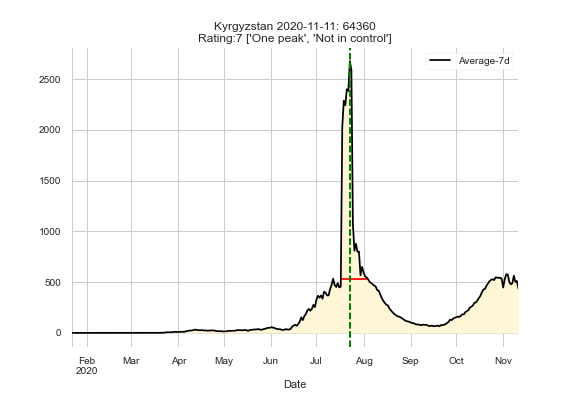 Kyrgyzstan 2020-11-11: 64360
Rating:7 ['One peak', 'Not in control']
Average-7d
2500
2000
1500
1000
500
0
Feb Mar Apr May Jun Jul Aug Sep Oct Nov
2020
Date